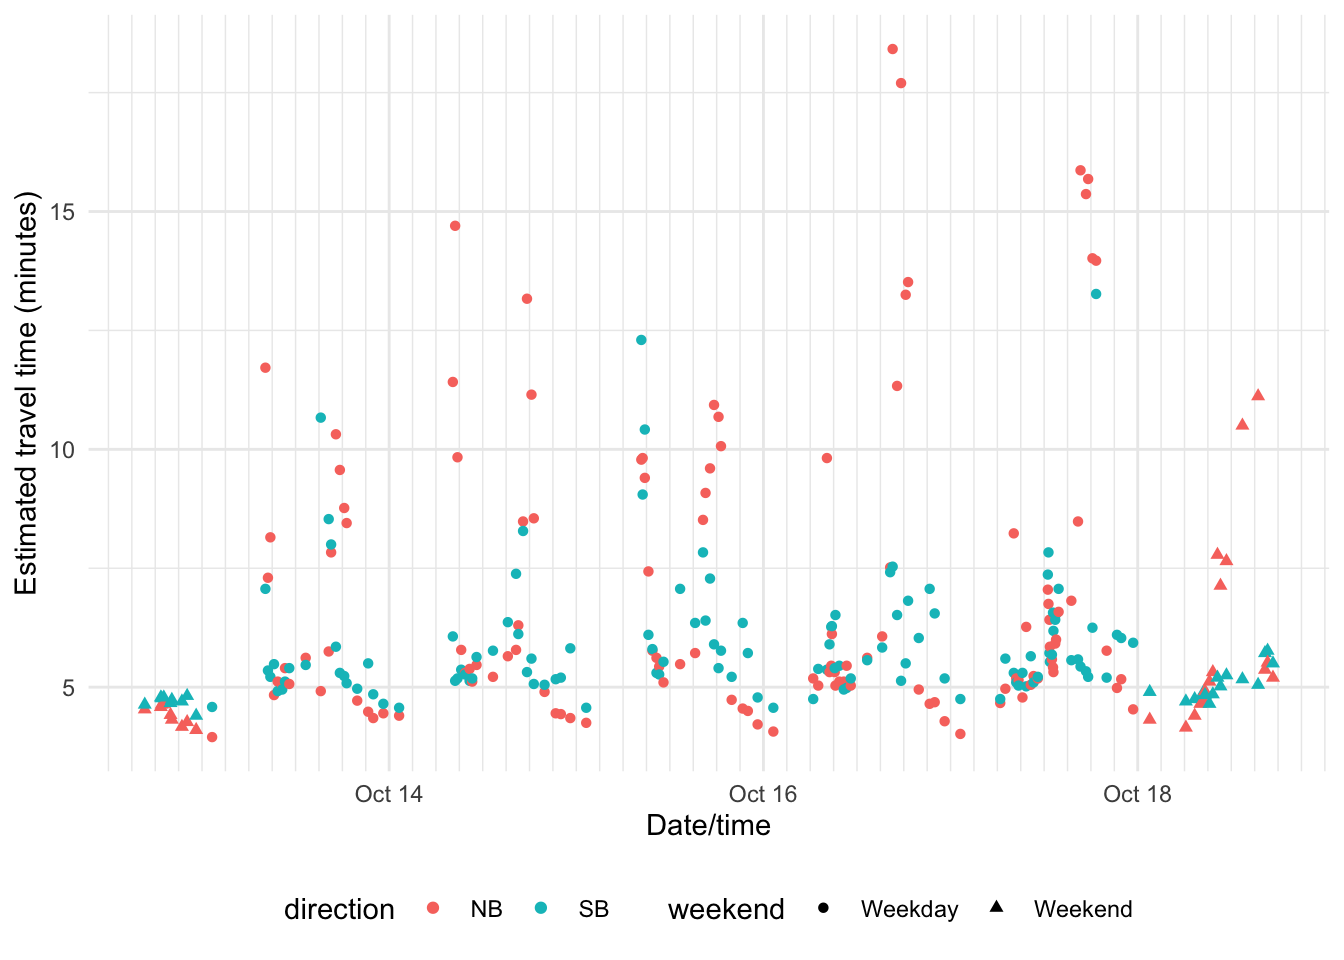 Estimated travel time (minutes)
15
10
5
Oct 14
Oct 16
Oct 18
Date/time
direction NB SB weekend Weekday Weekend